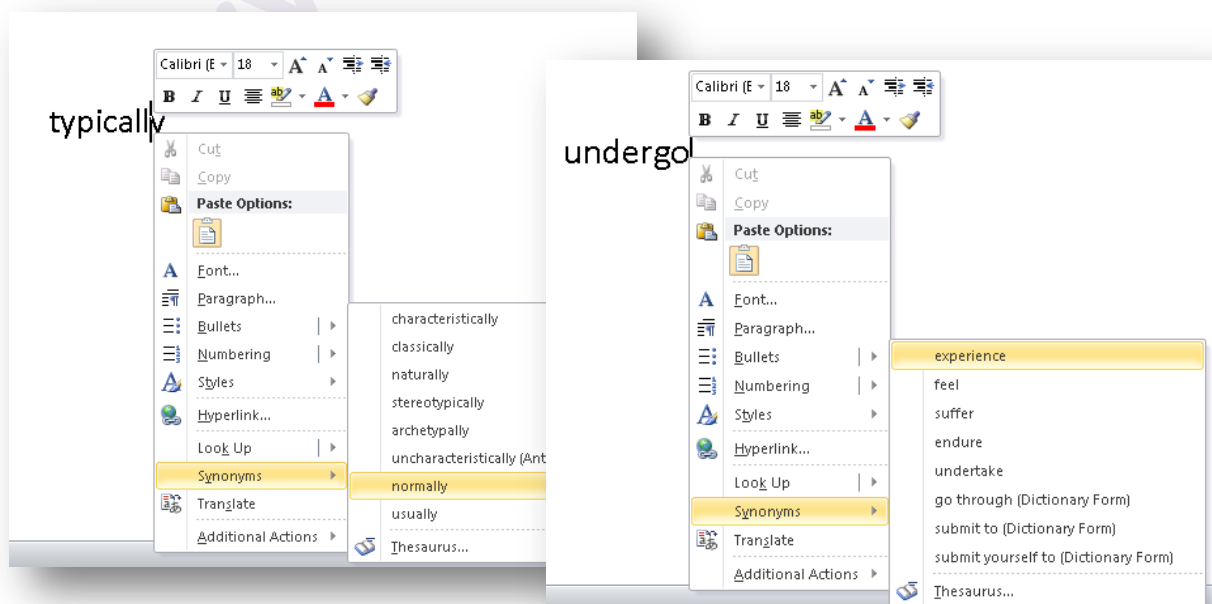 Calibri (E 18 A A
B I U ab A
typically
Cut
Copy
Paste Options:
Font...
Paragraph...
Bullets
Numbering
Styles
Hyperlink...
Look Up
Synonyms
Translate
Additional Actions
characteristically
classically
naturally
stereotypically
archetypally
uncharacteristically (Ant
normally
usually
Thesaurus...
Calibri (E 18 A A
B I U ab A
undergo
Cut
Copy
Paste Options:
Font...
Paragraph...
Bullets
Numbering
Styles
Hyperlink...
Look Up
Synonyms
Translate
Additional Actions
experience
feel
suffer
endure
undertake
go through (Dictionary Form)
submit to (Dictionary Form)
submit yourself to (Dictionary Form)
Thesaurus...